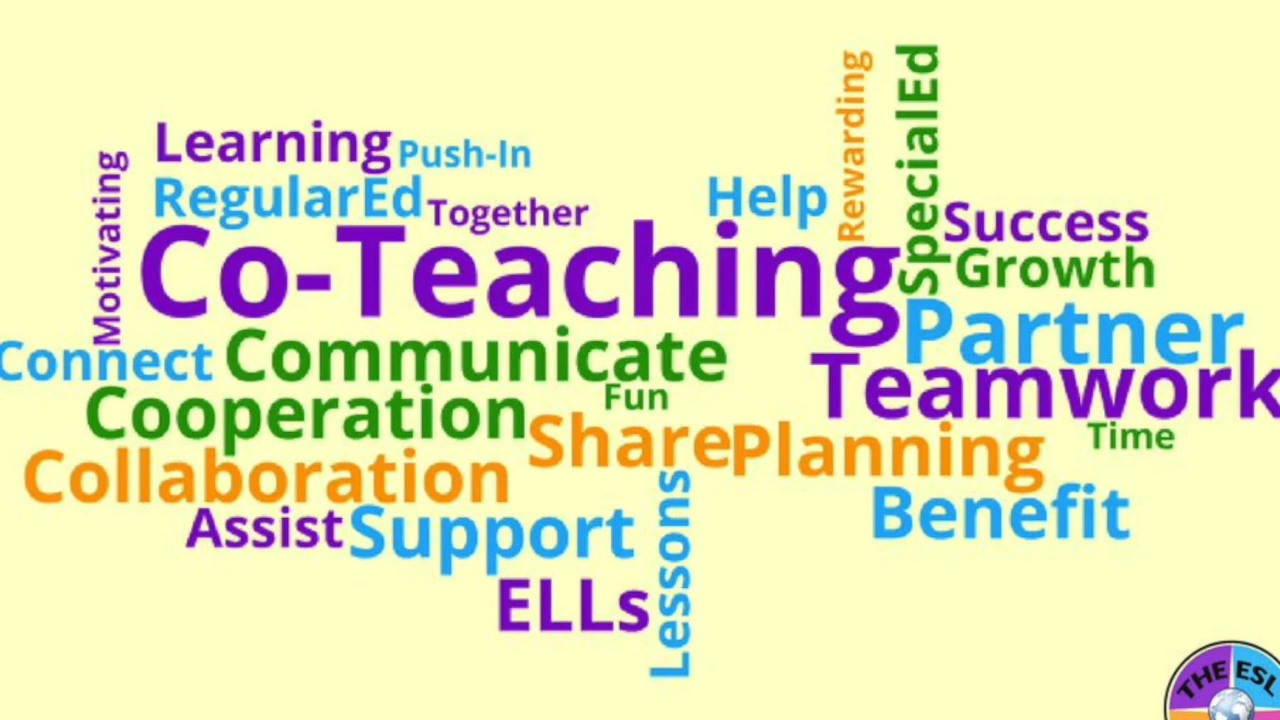 Rewarding
SpecialEd
Learning
Push-In
Motivating
RegularEd
Together
Help
Success
Co-Teaching
Growth
Partner
Connect
Communicate
Teamwork
Fun
Cooperation
Share
Planning
Time
Collaboration
Assist
Support
Lessons
Benefit
ELLs
THE ESL